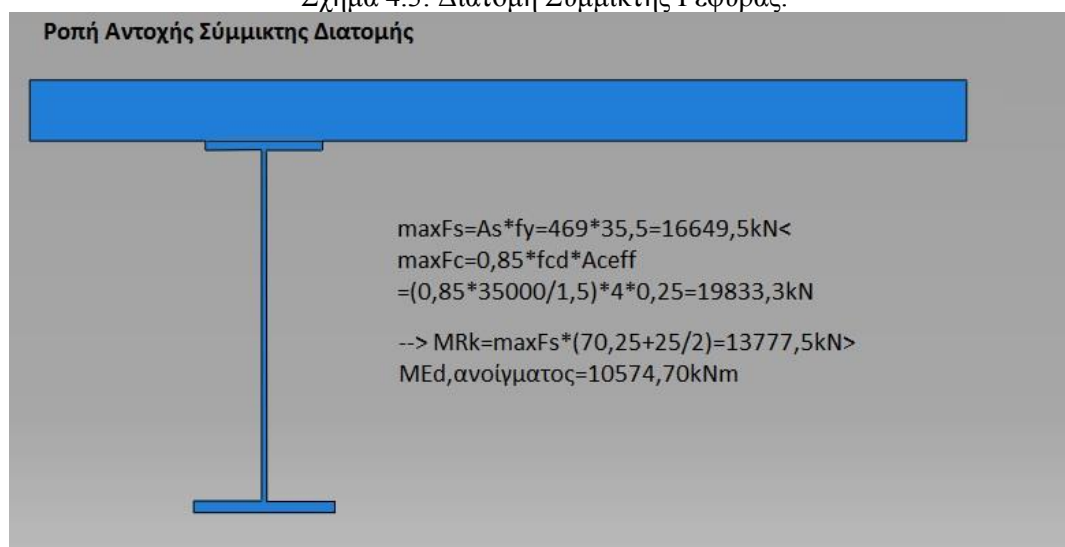 Σχήμα 4.5: Διατομή Σύμμικτης Γέφυρας.
Ροπή Αντοχής Σύμμικτης Διατομής
maxFs=As*fy=469*35,5=16649,5kN<
maxFc=0,85*fcd*Aceff
=(0,85*35000/1,5)*4*0,25=19833,3kN
--> MRk=maxFs*(70,25+25/2)=13777,5kN>
MEd,ανοίγματος=10574,70kNm